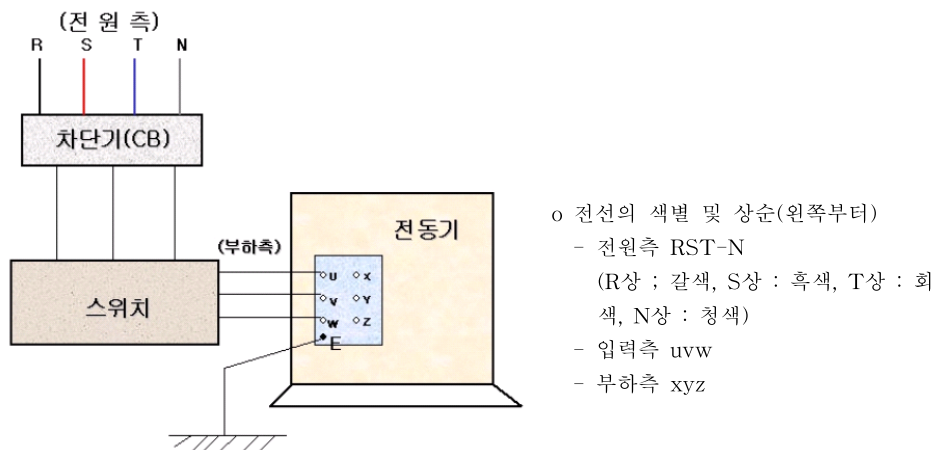 (전 원 측)
R S T N
차단기(CB)
전동기
(부하측)
U X
V Y
W Z
E
스위치
o 전선의 색별 및 상순(왼쪽부터)
- 전원측 RST-N
(R상 ; 갈색, S상 : 흑색, T상 : 회
색, N상 : 청색)
- 입력측 uvw
- 부하측 xyz